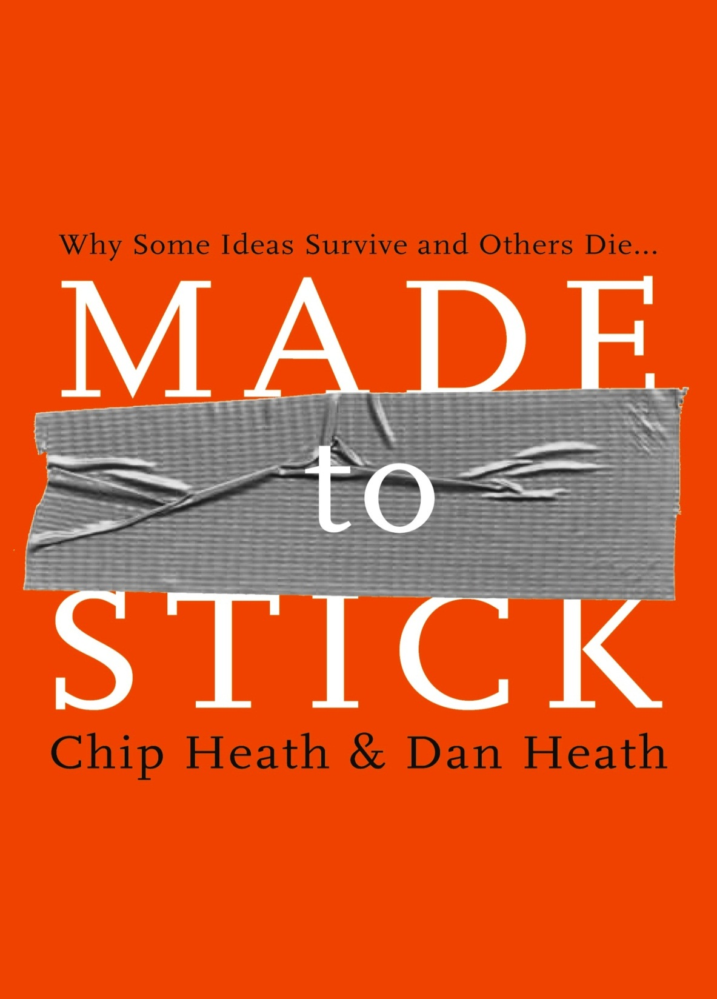 Why Some Ideas Survive and Others Die...
MADE
to
STICK
Chip Heath & Dan Heath